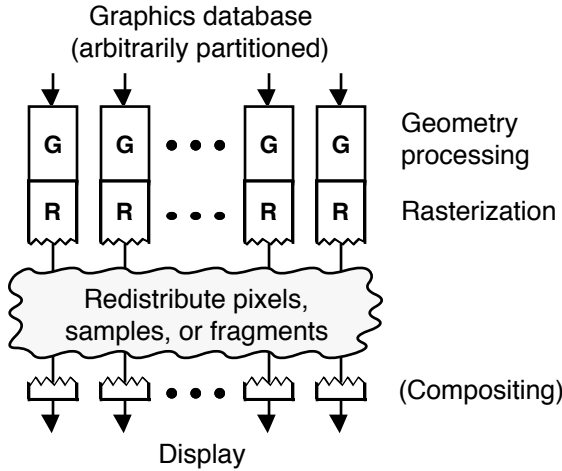 Graphics database
(arbitrarily partitioned)
G G G G
Geometry
processing
R R R R
Rasterization
Redistribute pixels,
samples, or fragments
(Compositing)
Display